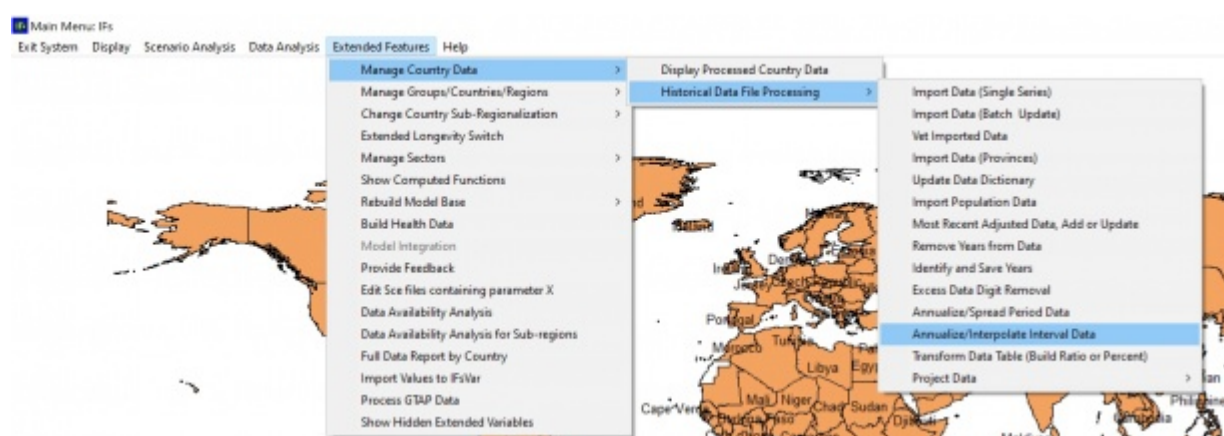 Main Menu: IFs
Exit System Display Scenario Analysis Data Analysis Extended Features Help
Manage Country Data
Manage Groups/Countries/Regions
Change Country Sub-Regionalization
Extended Longevity Switch
Manage Sectors
Show Computed Functions
Rebuild Model Base
Build Health Data
Model Integration
Provide Feedback
Edit Sce files containing parameter X
Data Availability Analysis
Data Availability Analysis for Sub-regions
Full Data Report by Country
Import Values to IFsVar
Process GTAP Data
Show Hidden Extended Variables
Display Processed Country Data
Historical Data File Processing
Import Data (Single Series)
Import Data (Batch Update)
Vet Imported Data
Import Data (Provinces)
Update Data Dictionary
Import Population Data
Most Recent Adjusted Data, Add or Update
Remove Years from Data
Identify and Save Years
Excess Data Digit Removal
Annualize/Spread Period Data
Annualize/Interpolate Interval Data
Transform Data Table (Build Ratio or Percent)
Project Data
Portugal
Morocco
Libya
Mali Niger Chad Sudan